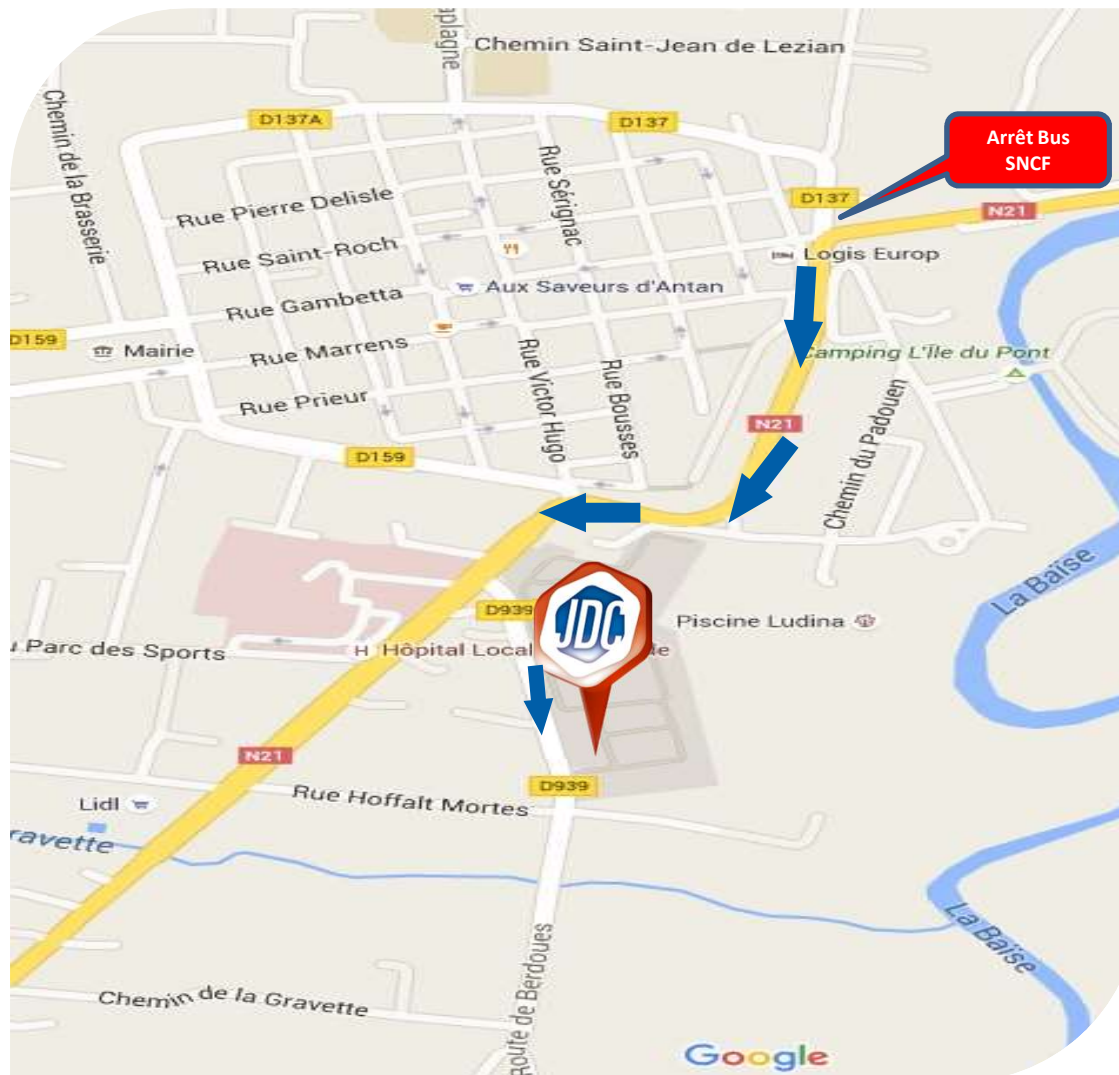 Chemin Saint-Jean de Lezian
Chemin de la Brasserie
D137A
D137
Arrêt Bus
SNCF
Rue Sérignac
Rue Pierre Delisle
D137
N21
Rue Saint-Roch
Logis Europ
Aux Saveurs d'Antan
Rue Gambetta
D159
Mairie
Rue Marrens
Camping L'Île du Pont
Rue Victor Hugo
Rue Bousses
Rue Prieur
N21
Chemin du Padouen
D159
La Baïse
D939
JDC
Piscine Ludina
Parc des Sports
H Hôpital Local
N21
D939
Rue Hoffalt Mortes
Lidl
ravette
La Baïse
Route de Berdoues
Chemin de la Gravette
Google